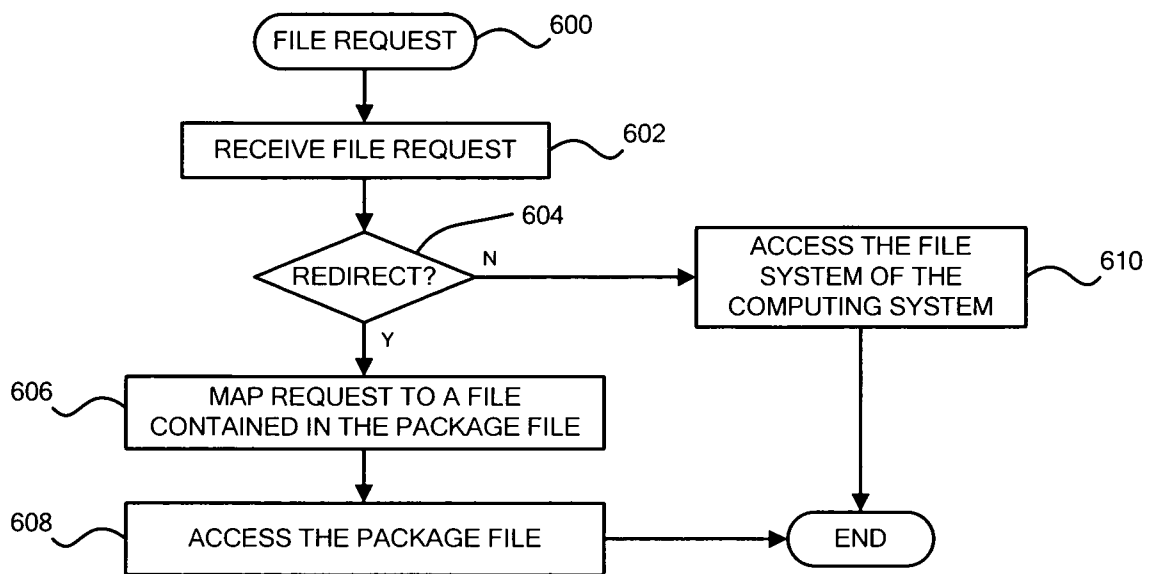 FILE REQUEST
600
RECEIVE FILE REQUEST
602
REDIRECT?
604
N
ACCESS THE FILE
SYSTEM OF THE
COMPUTING SYSTEM
610
Y
606
MAP REQUEST TO A FILE
CONTAINED IN THE PACKAGE FILE
608
ACCESS THE PACKAGE FILE
END